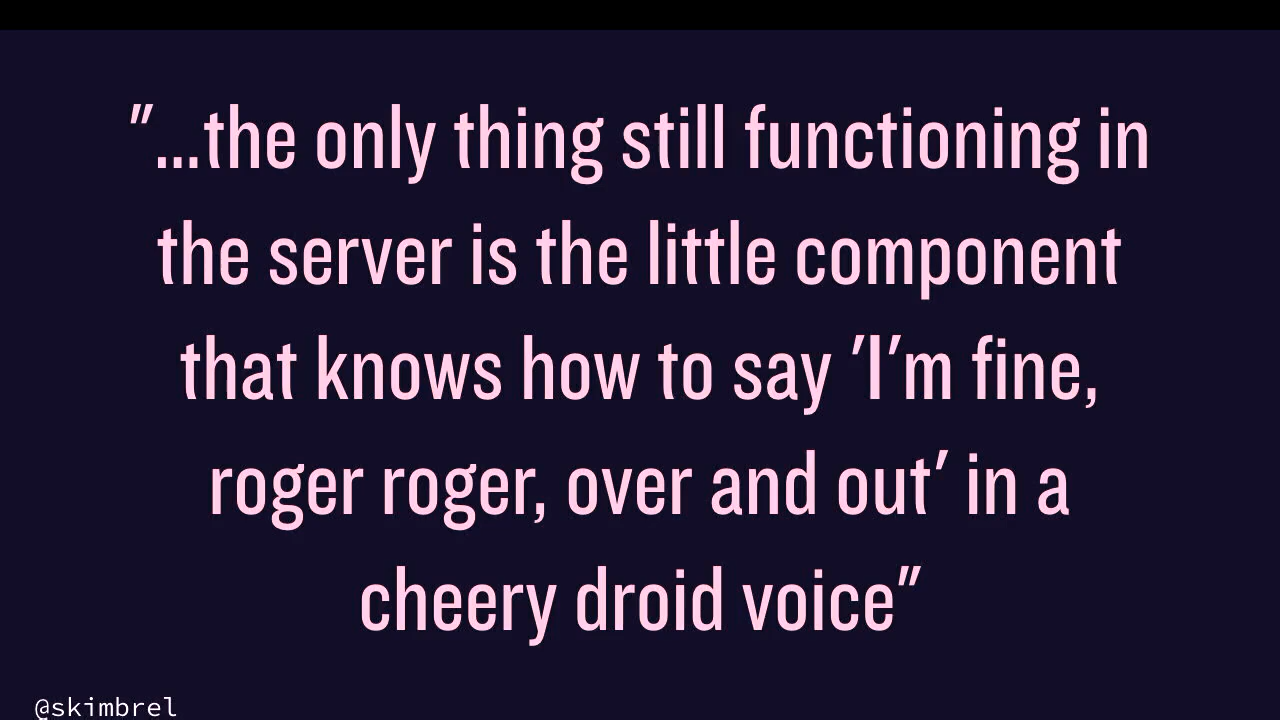 "...the only thing still functioning in
the server is the little component
that knows how to say 'I'm fine,
roger roger, over and out' in a
cheery droid voice"
@skimbrel